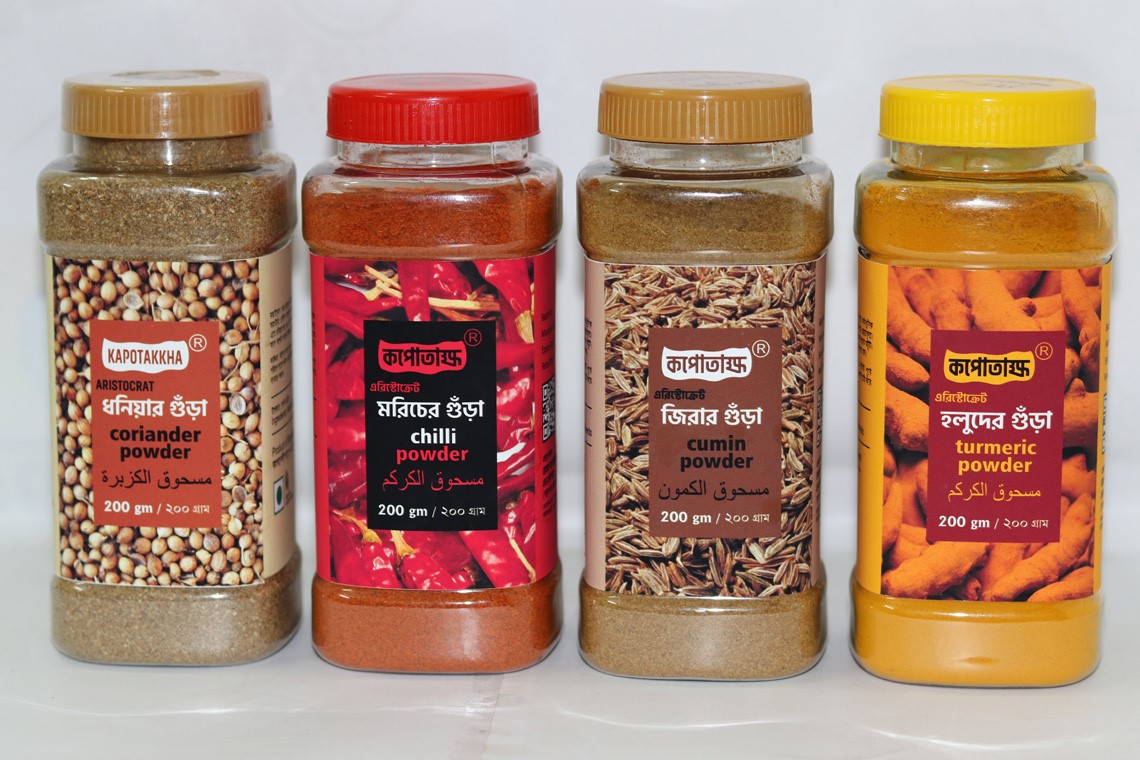 KAPOTAKKHA ®
ARISTOCRAT
ধনিয়ার গুঁড়া
coriander
powder
مسحوق الكزبرة
200 gm / ২০০ গ্রাম
কপোতাক্ষ ®
এরিস্টোক্রেট
মরিচের গুঁড়া
chilli
powder
مسحوق الكركم
200 gm / ২০০ গ্রাম
কপোতাক্ষ ®
এরিস্টোক্রেট
জিরার গুঁড়া
cumin
powder
مسحوق الكمون
200 gm / ২০০ গ্রাম
কপোতাক্ষ ®
এরিস্টোক্রেট
হলুদের গুঁড়া
turmeric
powder
مسحوق الكركم
200 gm / ২০০ গ্রাম